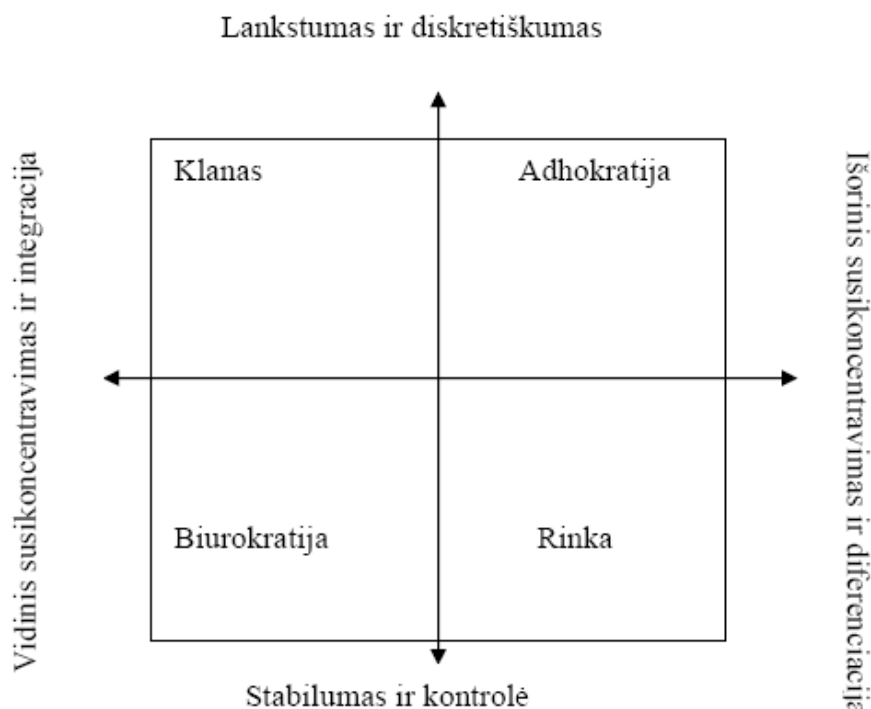 Lankstumas ir diskretiškumas
Vidinis susikoncentravimas ir integracija
Klanas
Adhokratija
Išorinis susikoncentravimas ir diferenciacija
Biurokratija
Rinka
Stabilumas ir kontrolė